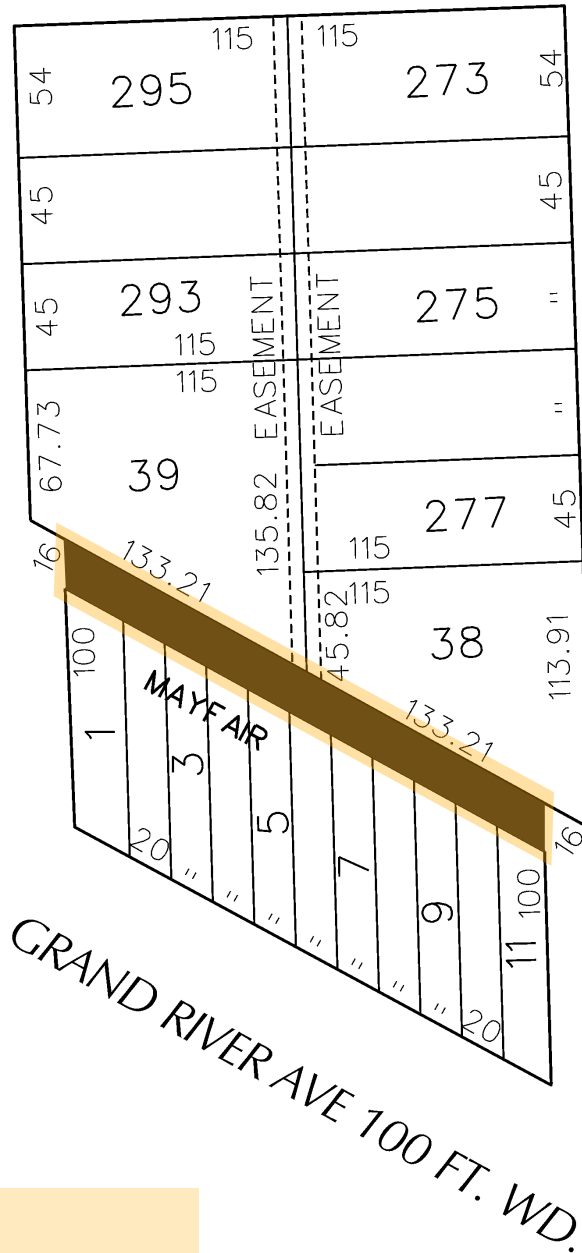 115 115
54 295 273 54
45 45
45 293 275 "
115
EASEMENT EASEMENT
115
67.73 39 135.82 "
277 45
115
16 133.21 45.82 115
38 113.91
100 MAYFAIR 133.21
1 3 5 7 9 11 100 16
20 " " " " " " " 20
GRAND RIVER AVE 100 FT. WD.